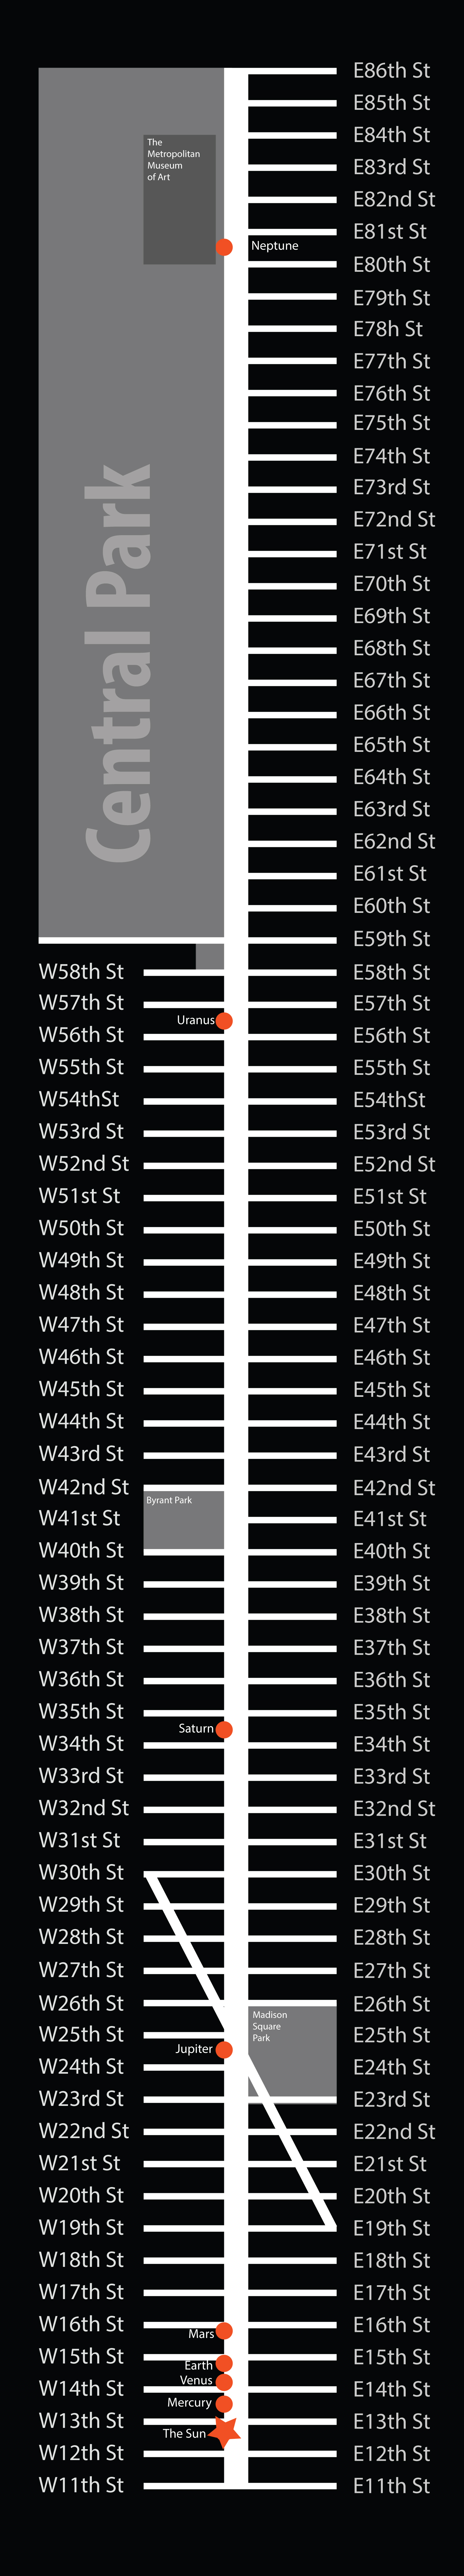 E86th St
E85th St
E84th St
The
Metropolitan
Museum
of Art
E83rd St
E82nd St
E81st St
Neptune
E80th St
E79th St
E78h St
E77th St
E76th St
E75th St
E74th St
E73rd St
E72nd St
E71st St
E70th St
E69th St
E68th St
Central Park
E67th St
E66th St
E65th St
E64th St
E63rd St
E62nd St
E61st St
E60th St
E59th St
W58th St E58th St
W57th St E57th St
Uranus
W56th St E56th St
W55th St E55th St
W54thSt E54thSt
W53rd St E53rd St
W52nd St E52nd St
W51st St E51st St
W50th St E50th St
W49th St E49th St
W48th St E48th St
W47th St E47th St
W46th St E46th St
W45th St E45th St
W44th St E44th St
W43rd St E43rd St
W42nd St E42nd St
Byrant Park
W41st St E41st St
W40th St E40th St
W39th St E39th St
W38th St E38th St
W37th St E37th St
W36th St E36th St
W35th St E35th St
Saturn
W34th St E34th St
W33rd St E33rd St
W32nd St E32nd St
W31st St E31st St
W30th St E30th St
W29th St E29th St
W28th St E28th St
W27th St E27th St
W26th St E26th St
Madison
Square
Park
W25th St E25th St
Jupiter
W24th St E24th St
W23rd St E23rd St
W22nd St E22nd St
W21st St E21st St
W20th St E20th St
W19th St E19th St
W18th St E18th St
W17th St E17th St
W16th St E16th St
Mars
W15th St E15th St
Earth
Venus
W14th St E14th St
Mercury
W13th St E13th St
The Sun
W12th St E12th St
W11th St E11th St